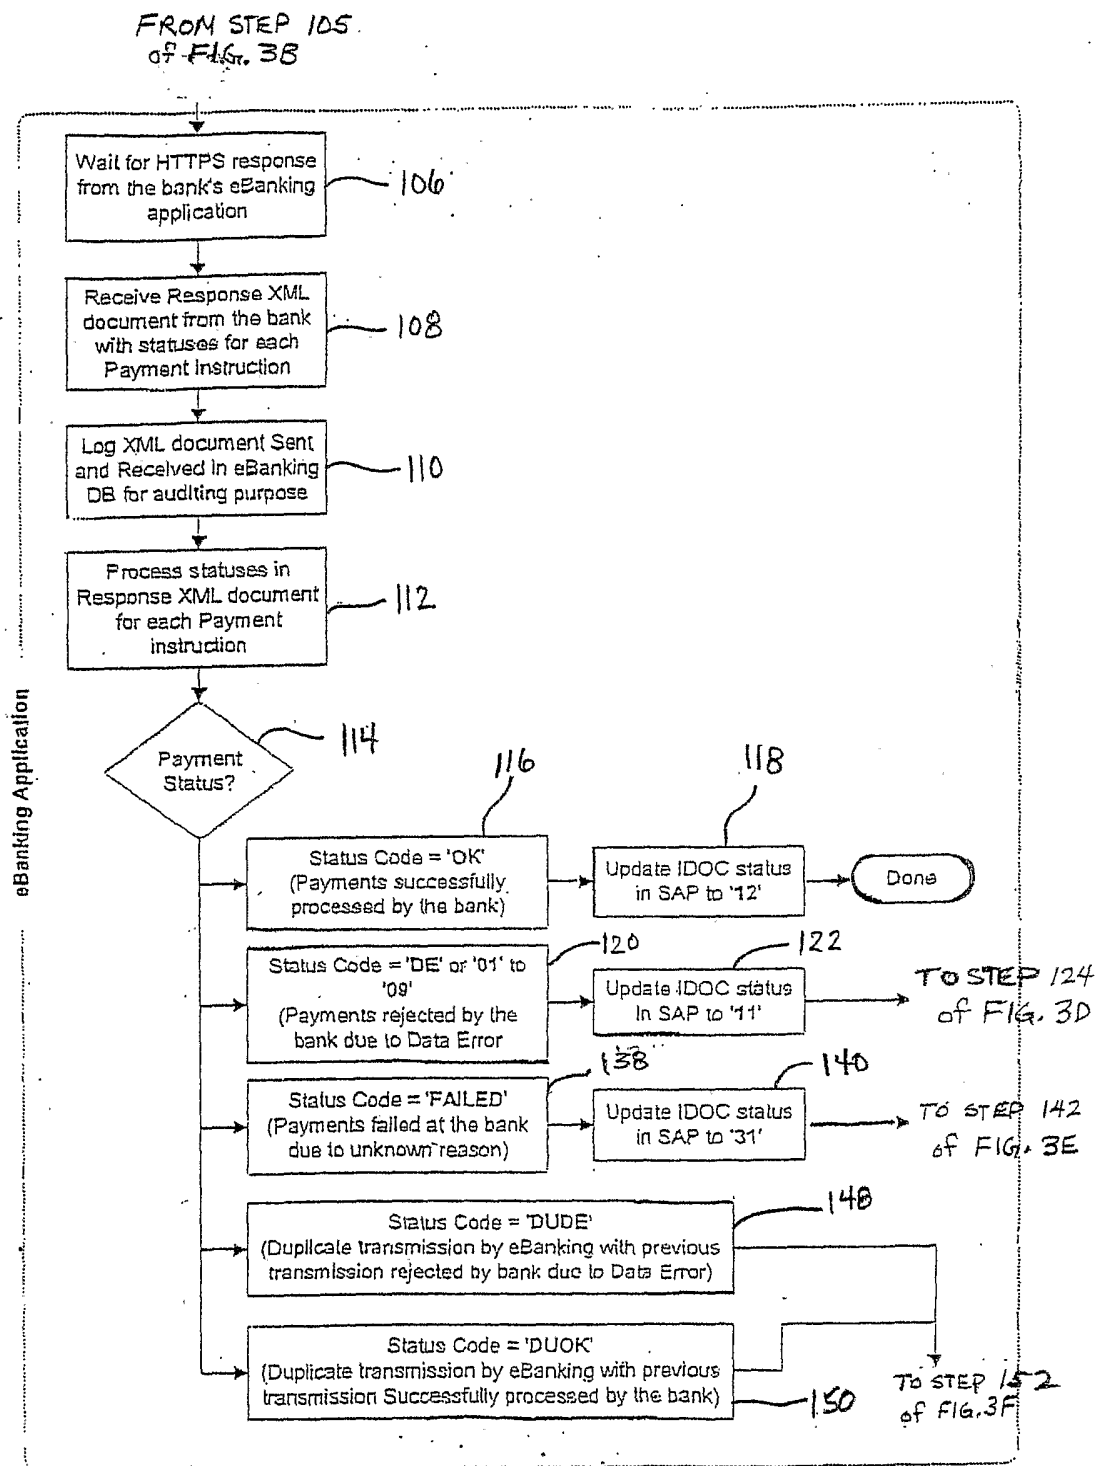 FROM STEP 105
of FIG. 3B
Wait for HTTPS response
from the bank's eBanking
application
106
Receive Response XML
document from the bank
with statuses for each
Payment Instruction
108
Log XML document Sent
and Received in eBanking
DB for auditing purpose
110
Process statuses in
Response XML document
for each Payment
instruction
112
eBanking Application
Payment
Status?
114
116
118
Status Code = 'OK'
(Payments successfully
processed by the bank)
Update IDOC status
in SAP to '12'
Done
120
122
Status Code = 'DE' or '01' to
'09'
(Payments rejected by the
bank due to Data Error
Update IDOC status
in SAP to '11'
TO STEP 124
of FIG. 3D
138
140
Status Code = 'FAILED'
(Payments failed at the bank
due to unknown reason)
Update IDOC status
in SAP to '31'
TO STEP 142
of FIG. 3E
148
Status Code = 'DUDE'
(Duplicate transmission by eBanking with previous
transmission rejected by bank due to Data Error)
Status Code = 'DUOK'
(Duplicate transmission by eBanking with previous
transmission Successfully processed by the bank)
150
TO STEP 152
of FIG.3F